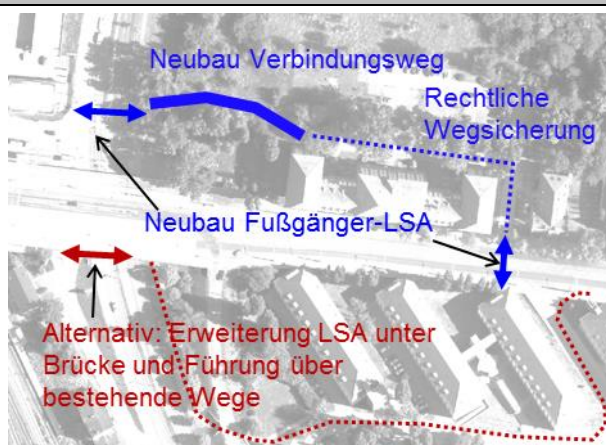 Neubau Verbindungsweg
Rechtliche
Wegsicherung
Neubau Fußgänger-LSA
Alternativ: Erweiterung LSA unter
Brücke und Führung über
bestehende Wege